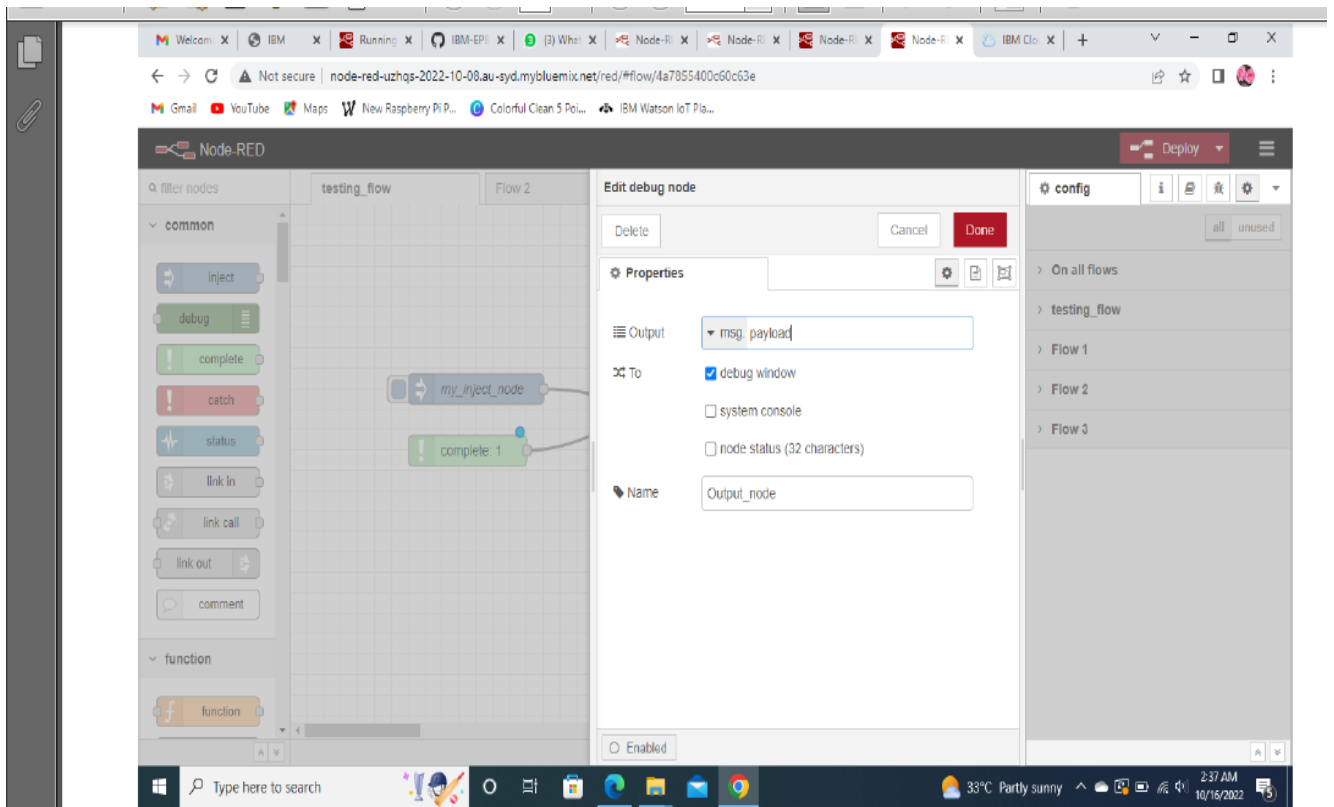 Welcom
IBM
Running
IBM-EPB
(3) What
Node-R
Node-R
Node-R
Node-R
IBM Clo
Not secure
node-red-uzhqs-2022-10-08.au-syd.mybluemix.net/red/#flow/4a7855400c60c63e
Gmail
YouTube
Maps
New Raspberry Pi P...
Colorful Clean 5 Poi...
IBM Watson IoT Pla...
Node-RED
Deploy
filter nodes
testing_flow
Flow 2
Edit debug node
config
common
Delete
Cancel
Done
all
unused
inject
debug
complete
catch
status
link in
link call
link out
comment
function
function
my_inject_node
complete: 1
Properties
Output
msg. payload
To
debug window
system console
node status (32 characters)
Name
Output_node
Enabled
On all flows
testing_flow
Flow 1
Flow 2
Flow 3
Type here to search
33°C Partly sunny
2:37 AM
10/16/2022
5